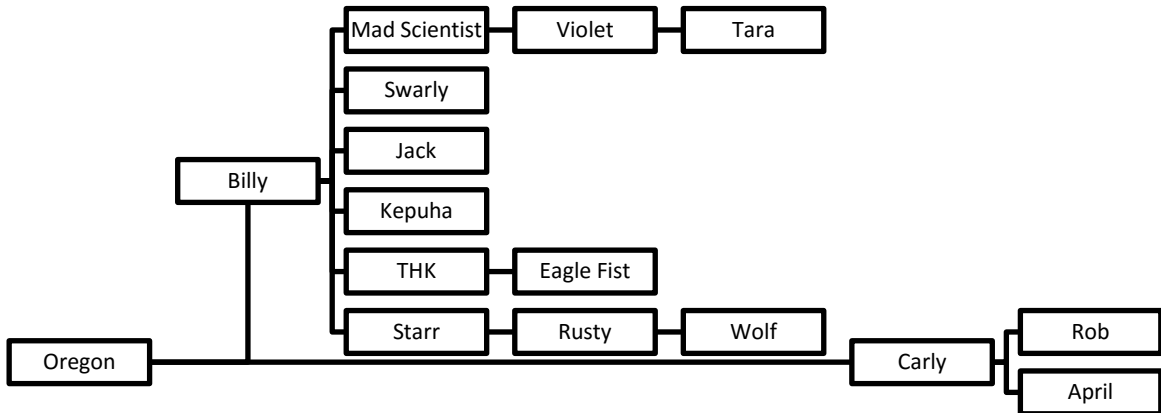 Mad Scientist
Violet
Tara
Swarly
Jack
Billy
Kepuha
THK
Eagle Fist
Starr
Rusty
Wolf
Oregon
Carly
Rob
April